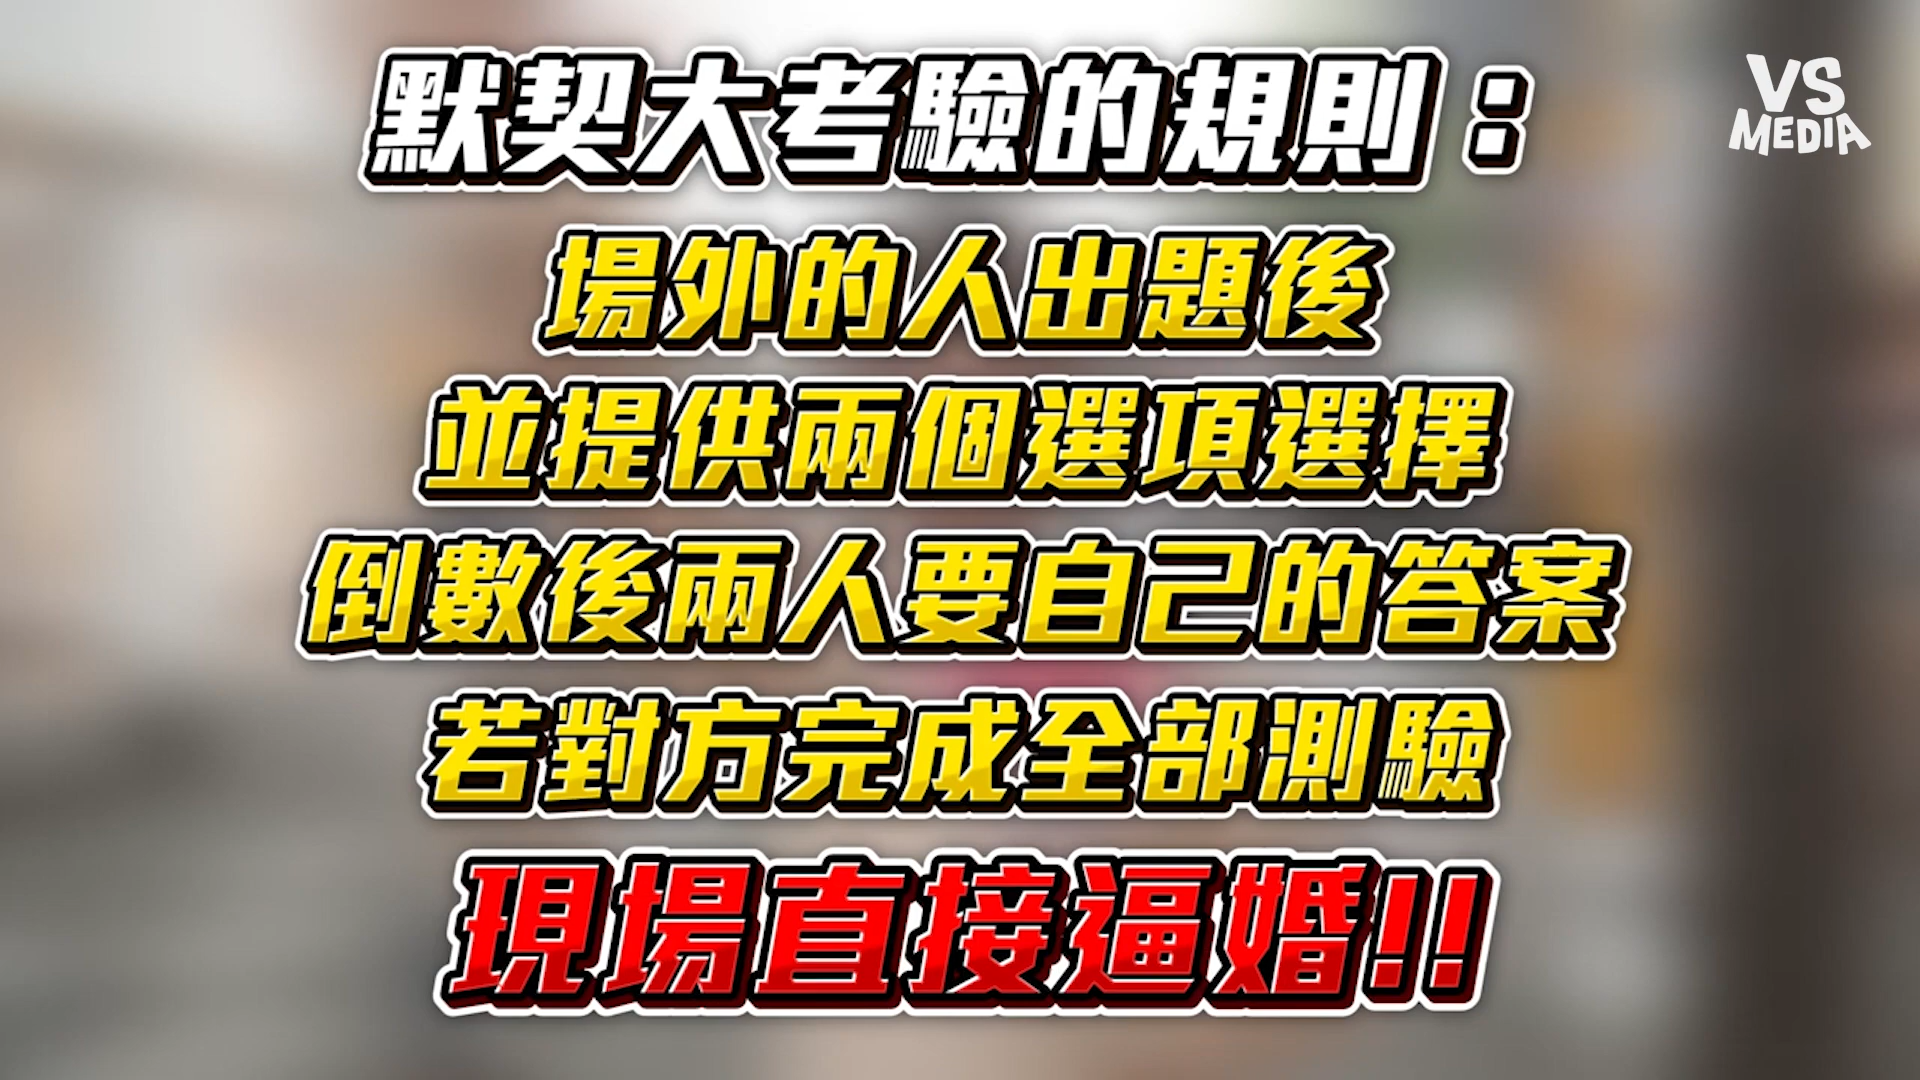 默契大考驗的規則：
VS
MEDIA
場外的人出題後
並提供兩個選項選擇
倒數後兩人要自己的答案
若對方完成全部測驗
現場直接逼婚!!